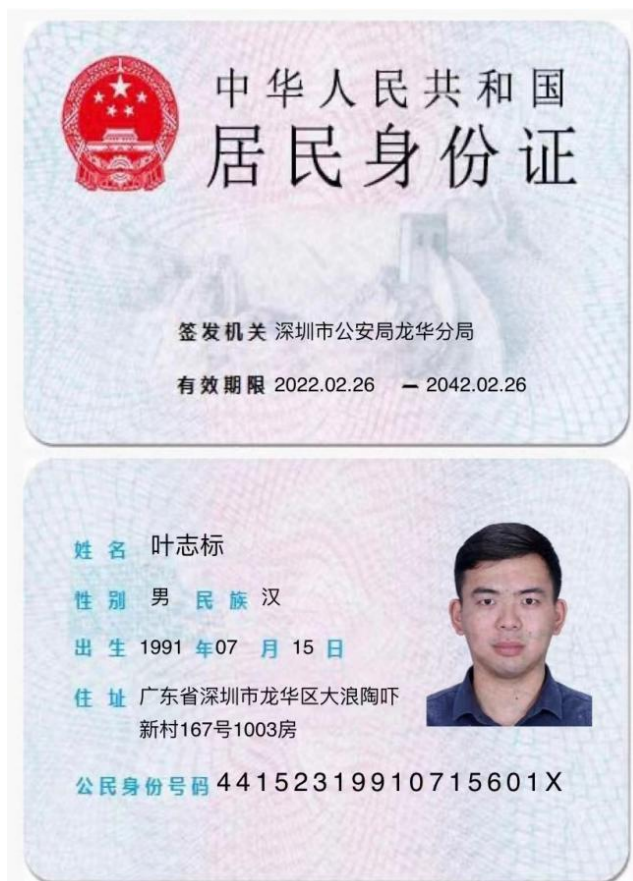 中华人民共和国
居民身份证
签发机关 深圳市公安局龙华分局
有效期限 2022.02.26 — 2042.02.26
姓名 叶志标
性别 男 民族 汉
出生 1991 年07 月 15 日
住址 广东省深圳市龙华区大浪陶吓
新村167号1003房
公民身份号码 44152319910715601X